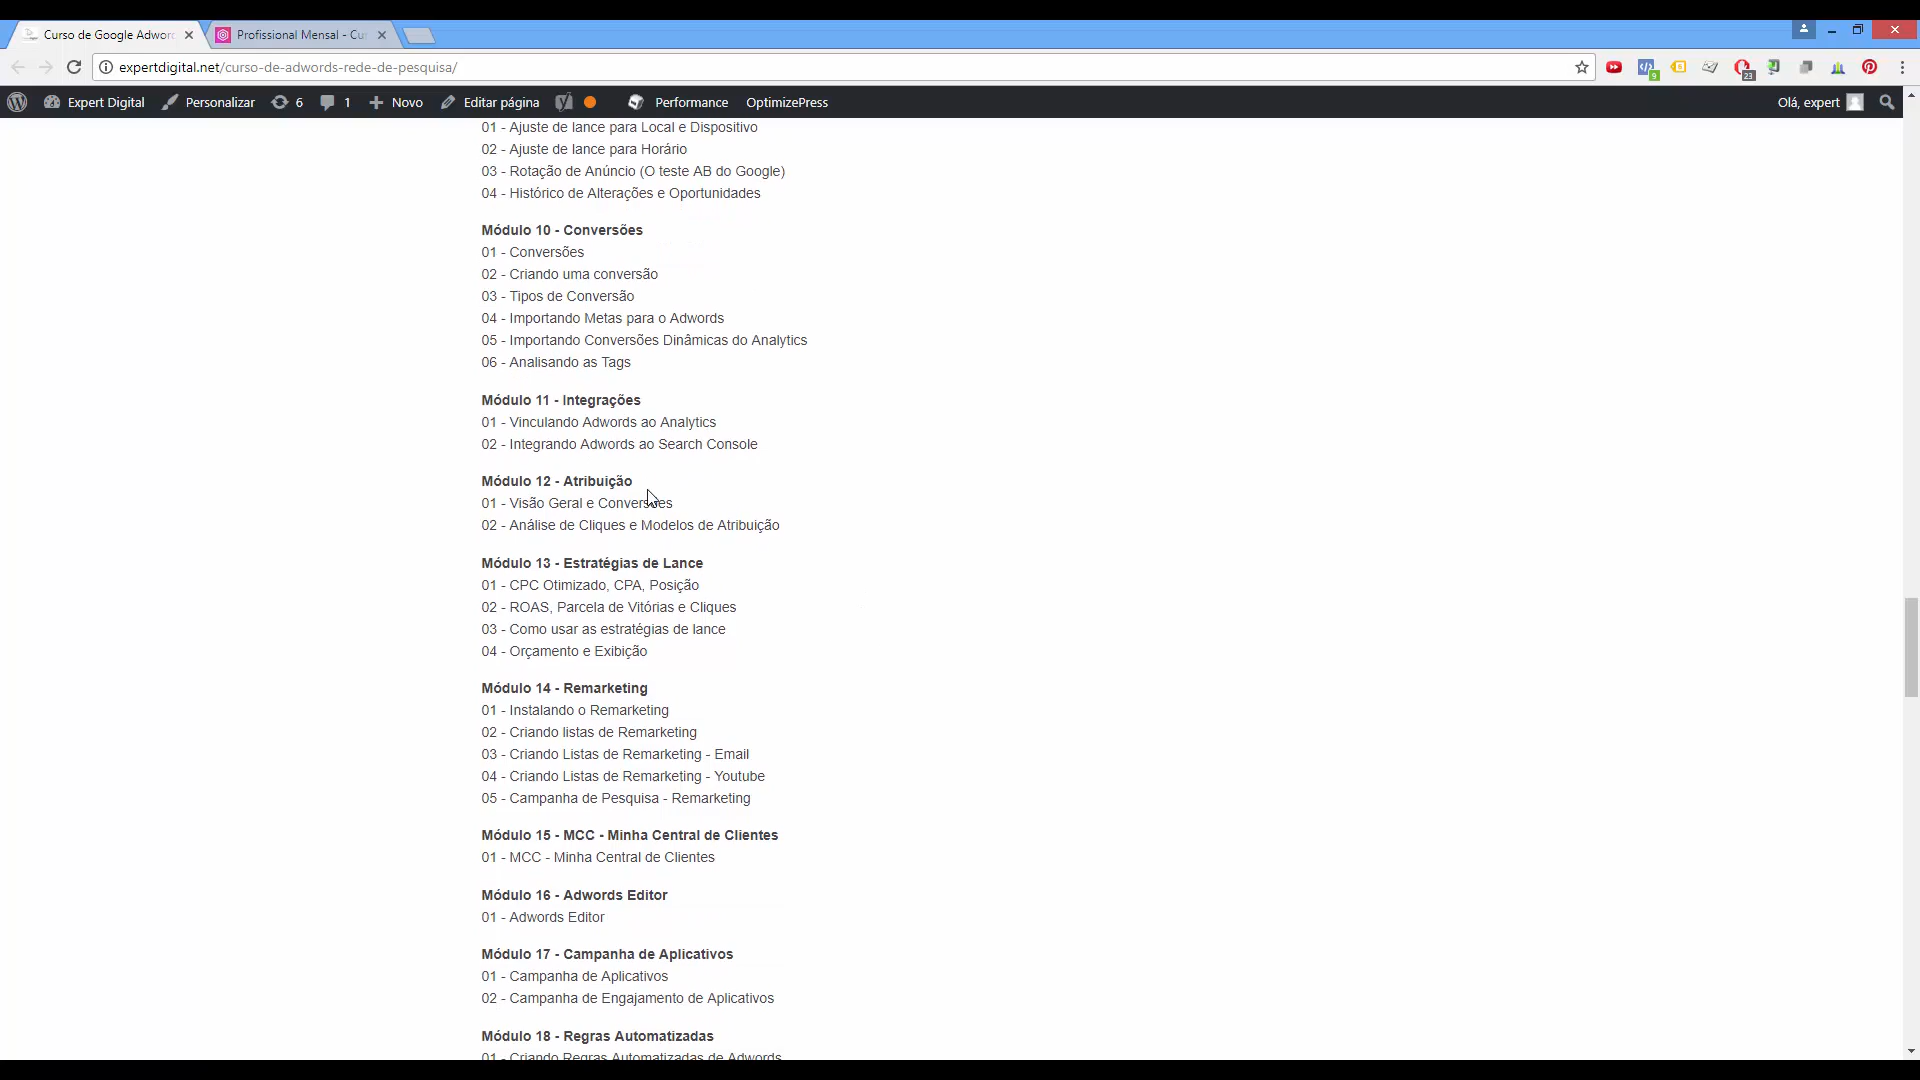 Curso de Google Adword
Profissional Mensal - Cu
expertdigital.net/curso-de-adwords-rede-de-pesquisa/
9
23
Expert Digital Personalizar 6 1 Novo Editar página Performance OptimizePress Olá, expert
01 - Ajuste de lance para Local e Dispositivo
02 - Ajuste de lance para Horário
03 - Rotação de Anúncio (O teste AB do Google)
04 - Histórico de Alterações e Oportunidades
Módulo 10 - Conversões
01 - Conversões
02 - Criando uma conversão
03 - Tipos de Conversão
04 - Importando Metas para o Adwords
05 - Importando Conversões Dinâmicas do Analytics
06 - Analisando as Tags
Módulo 11 - Integrações
01 - Vinculando Adwords ao Analytics
02 - Integrando Adwords ao Search Console
Módulo 12 - Atribuição
01 - Visão Geral e Conversões
02 - Análise de Cliques e Modelos de Atribuição
Módulo 13 - Estratégias de Lance
01 - CPC Otimizado, CPA, Posição
02 - ROAS, Parcela de Vitórias e Cliques
03 - Como usar as estratégias de lance
04 - Orçamento e Exibição
Módulo 14 - Remarketing
01 - Instalando o Remarketing
02 - Criando listas de Remarketing
03 - Criando Listas de Remarketing - Email
04 - Criando Listas de Remarketing - Youtube
05 - Campanha de Pesquisa - Remarketing
Módulo 15 - MCC - Minha Central de Clientes
01 - MCC - Minha Central de Clientes
Módulo 16 - Adwords Editor
01 - Adwords Editor
Módulo 17 - Campanha de Aplicativos
01 - Campanha de Aplicativos
02 - Campanha de Engajamento de Aplicativos
Módulo 18 - Regras Automatizadas
01 - Criando Regras Automatizadas de Adwords